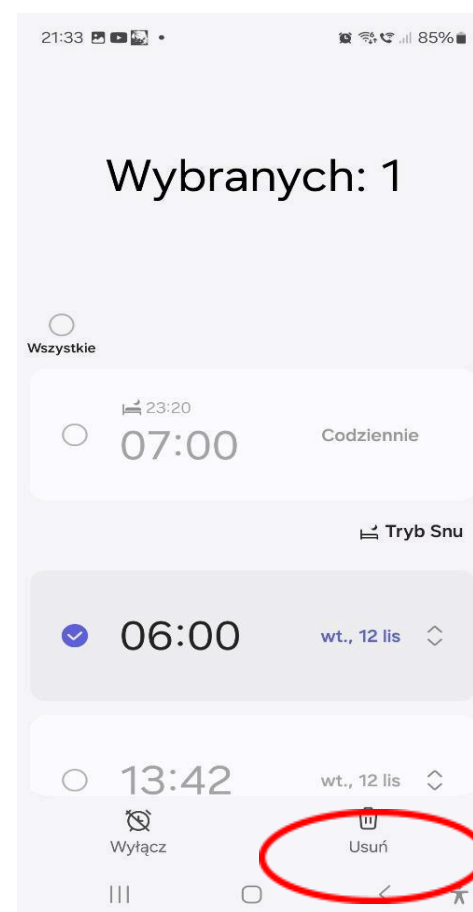 21:33 85%
Wybranych: 1
Wszystkie
23:20
07:00 Codziennie
Tryb Snu
06:00 wt., 12 lis
13:42 wt., 12 lis
Wyłącz Usuń